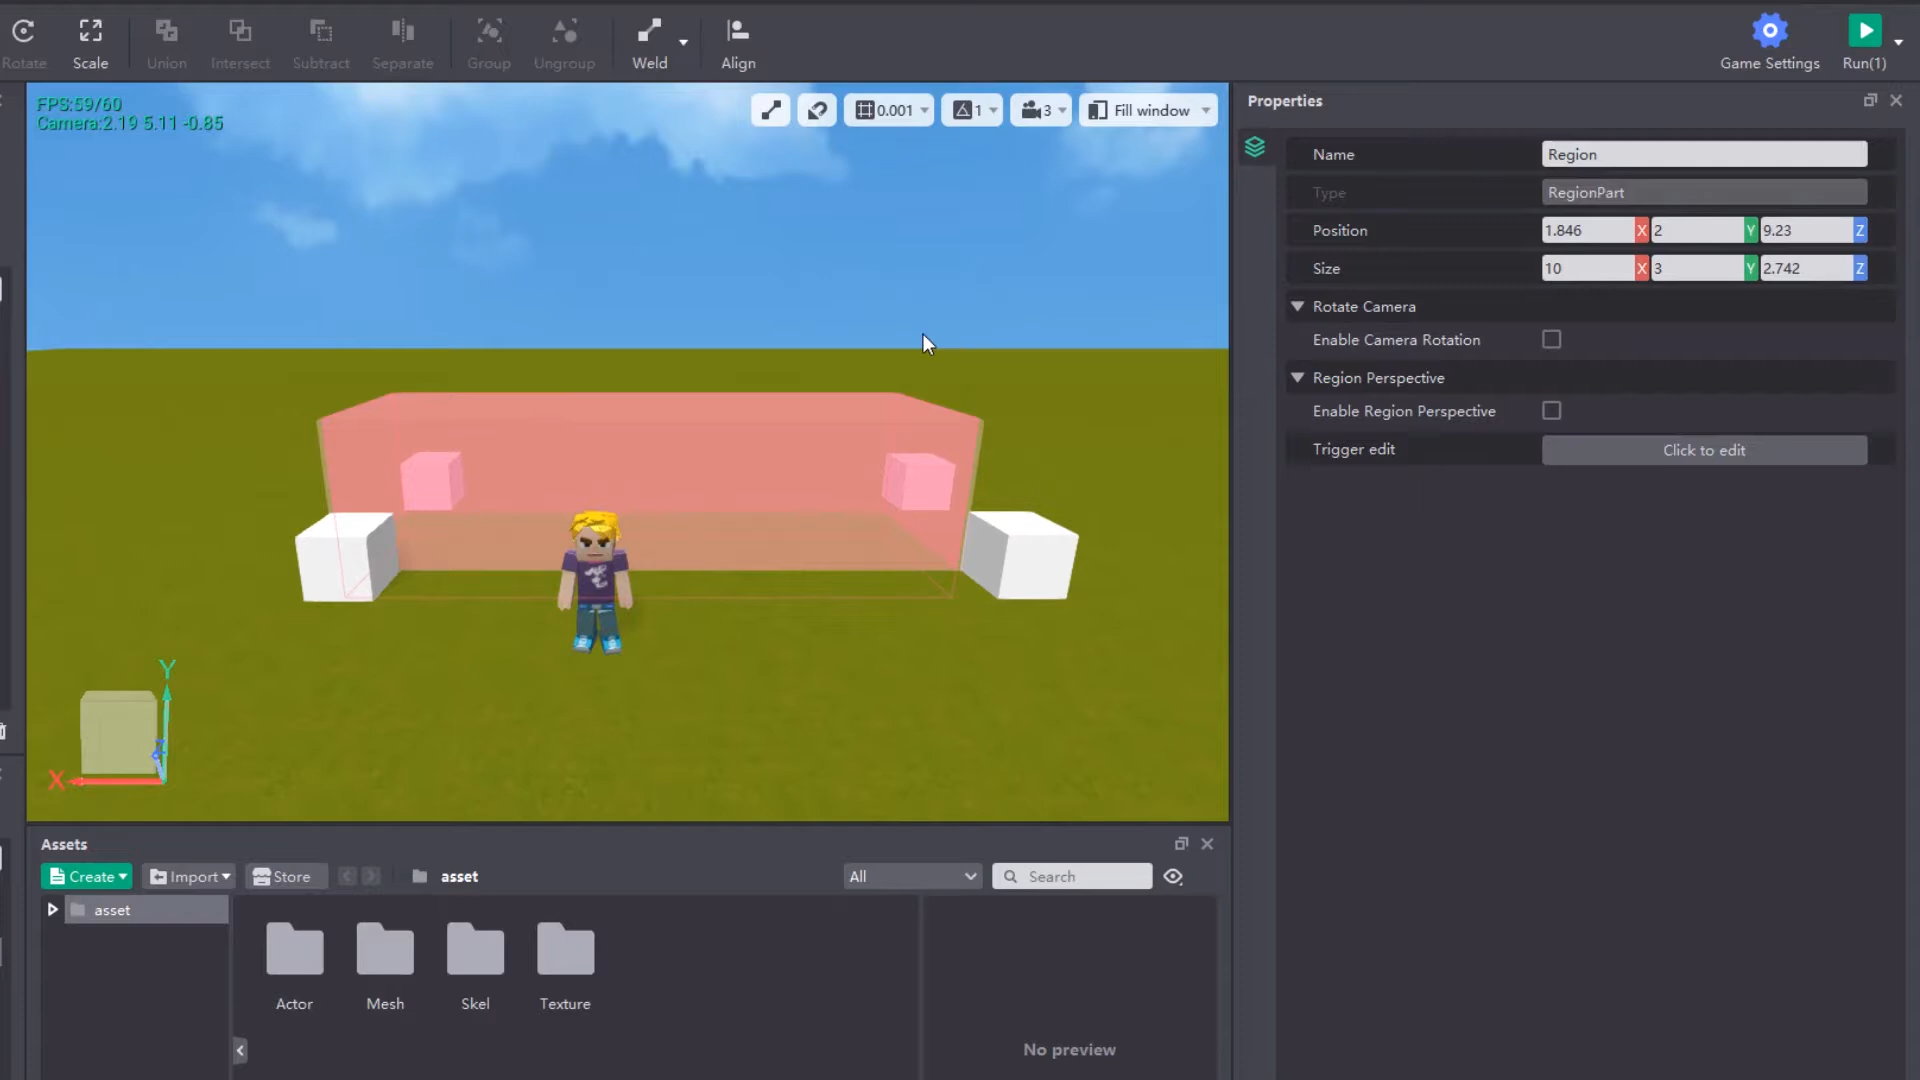 Rotate
Scale
Union
Intersect
Subtract
Separate
Group
Ungroup
Weld
Align
Game Settings
Run(1)
FPS:59/60
Camera:2.19 5.11 -0.85
0.001
1
3
Fill window
Properties
Name
Region
Type
RegionPart
Position
1.846 X 2 Y 9.23 Z
Size
10 X 3 Y 2.742 Z
Rotate Camera
Enable Camera Rotation
Region Perspective
Enable Region Perspective
Trigger edit
Click to edit
Y
X
Assets
Create
Import
Store
asset
All
Search
asset
Actor
Mesh
Skel
Texture
No preview